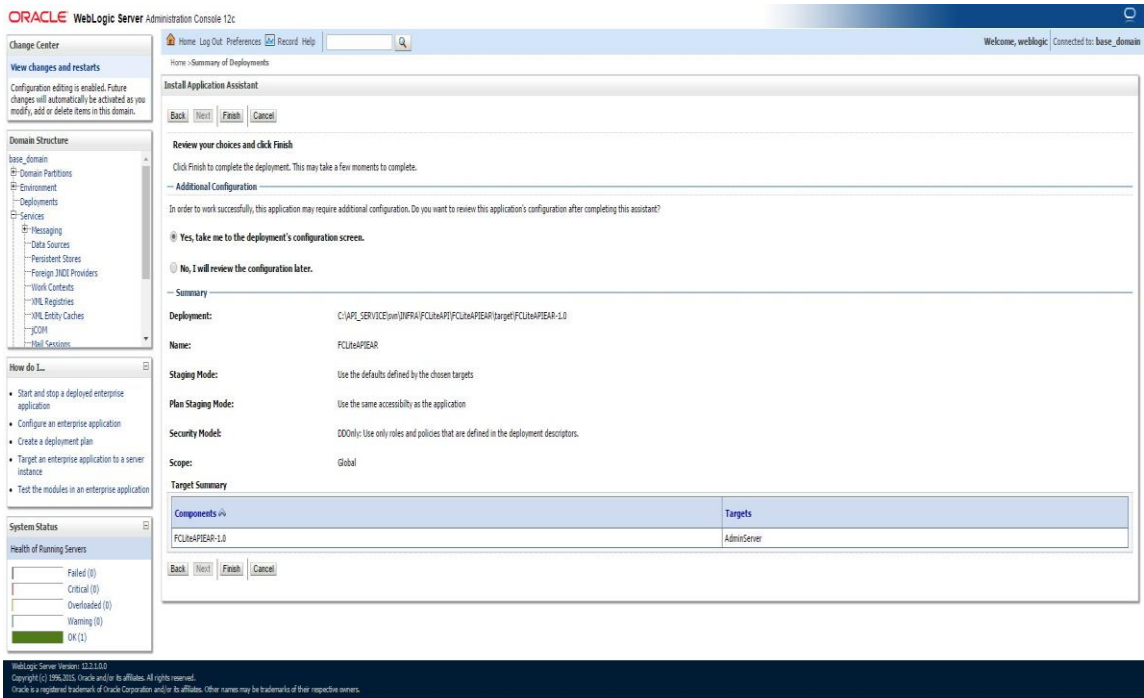 ORACLE WebLogic Server Administration Console 12c
Change Center
View changes and restarts
Configuration editing is enabled. Future
changes will automatically be activated as you
modify, add or delete items in this domain.
Domain Structure
base_domain
Domain Partitions
Environment
Deployments
Services
Messaging
Data Sources
Persistent Stores
Foreign JNDI Providers
Work Contexts
XML Registries
XML Entity Caches
jCOM
Mail Sessions
How do I...
Start and stop a deployed enterprise
application
Configure an enterprise application
Create a deployment plan
Target an enterprise application to a server
instance
Test the modules in an enterprise application
System Status
Health of Running Servers
Failed (0)
Critical (0)
Overloaded (0)
Warning (0)
OK (1)
Home Log Out Preferences Record Help
Welcome, weblogic Connected to: base_domain
Home >Summary of Deployments
Install Application Assistant
Back Next Finish Cancel
Review your choices and click Finish
Click Finish to complete the deployment. This may take a few moments to complete.
Additional Configuration
In order to work successfully, this application may require additional configuration. Do you want to review this application's configuration after completing this assistant?
Yes, take me to the deployment's configuration screen.
No, I will review the configuration later.
Summary
Deployment: C:\API_SERVICE\svn\INFRA\FCLiteAPI\FCLiteAPIEAR\target\FCLiteAPIEAR-1.0
Name: FCLiteAPIEAR
Staging Mode: Use the defaults defined by the chosen targets
Plan Staging Mode: Use the same accessibilty as the application
Security Model: DDOnly: Use only roles and policies that are defined in the deployment descriptors.
Scope: Global
Target Summary
Components Targets
FCLiteAPIEAR-1.0 AdminServer
Back Next Finish Cancel
WebLogic Server Version: 12.2.1.0.0
Copyright (c) 1996,2015, Oracle and/or its affiliates. All rights reserved.
Oracle is a registered trademark of Oracle Corporation and/or its affiliates. Other names may be trademarks of their respective owners.